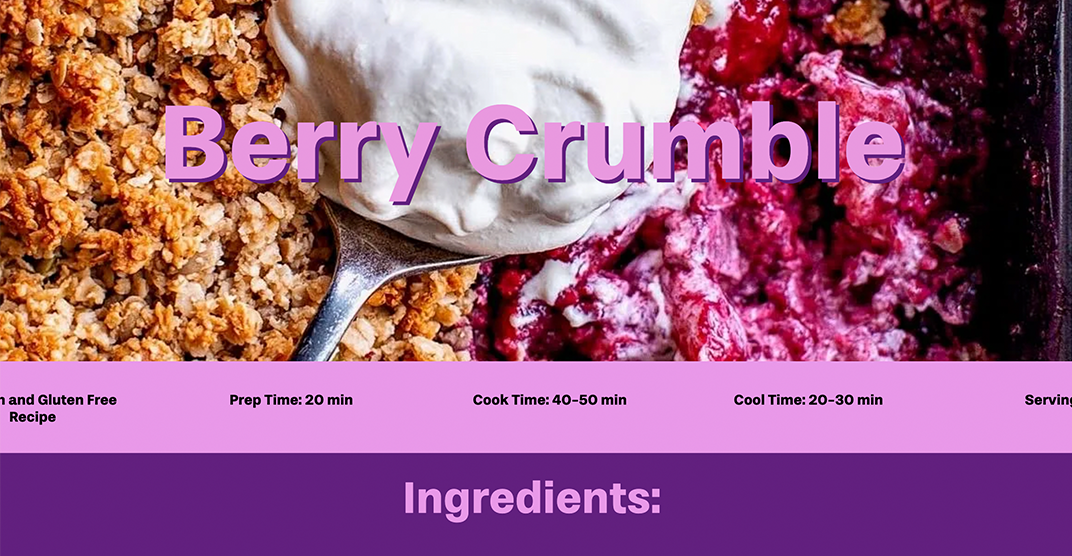 Berry Crumble
and Gluten Free
Recipe
Prep Time: 20 min
Cook Time: 40–50 min
Cool Time: 20–30 min
Ingredients: